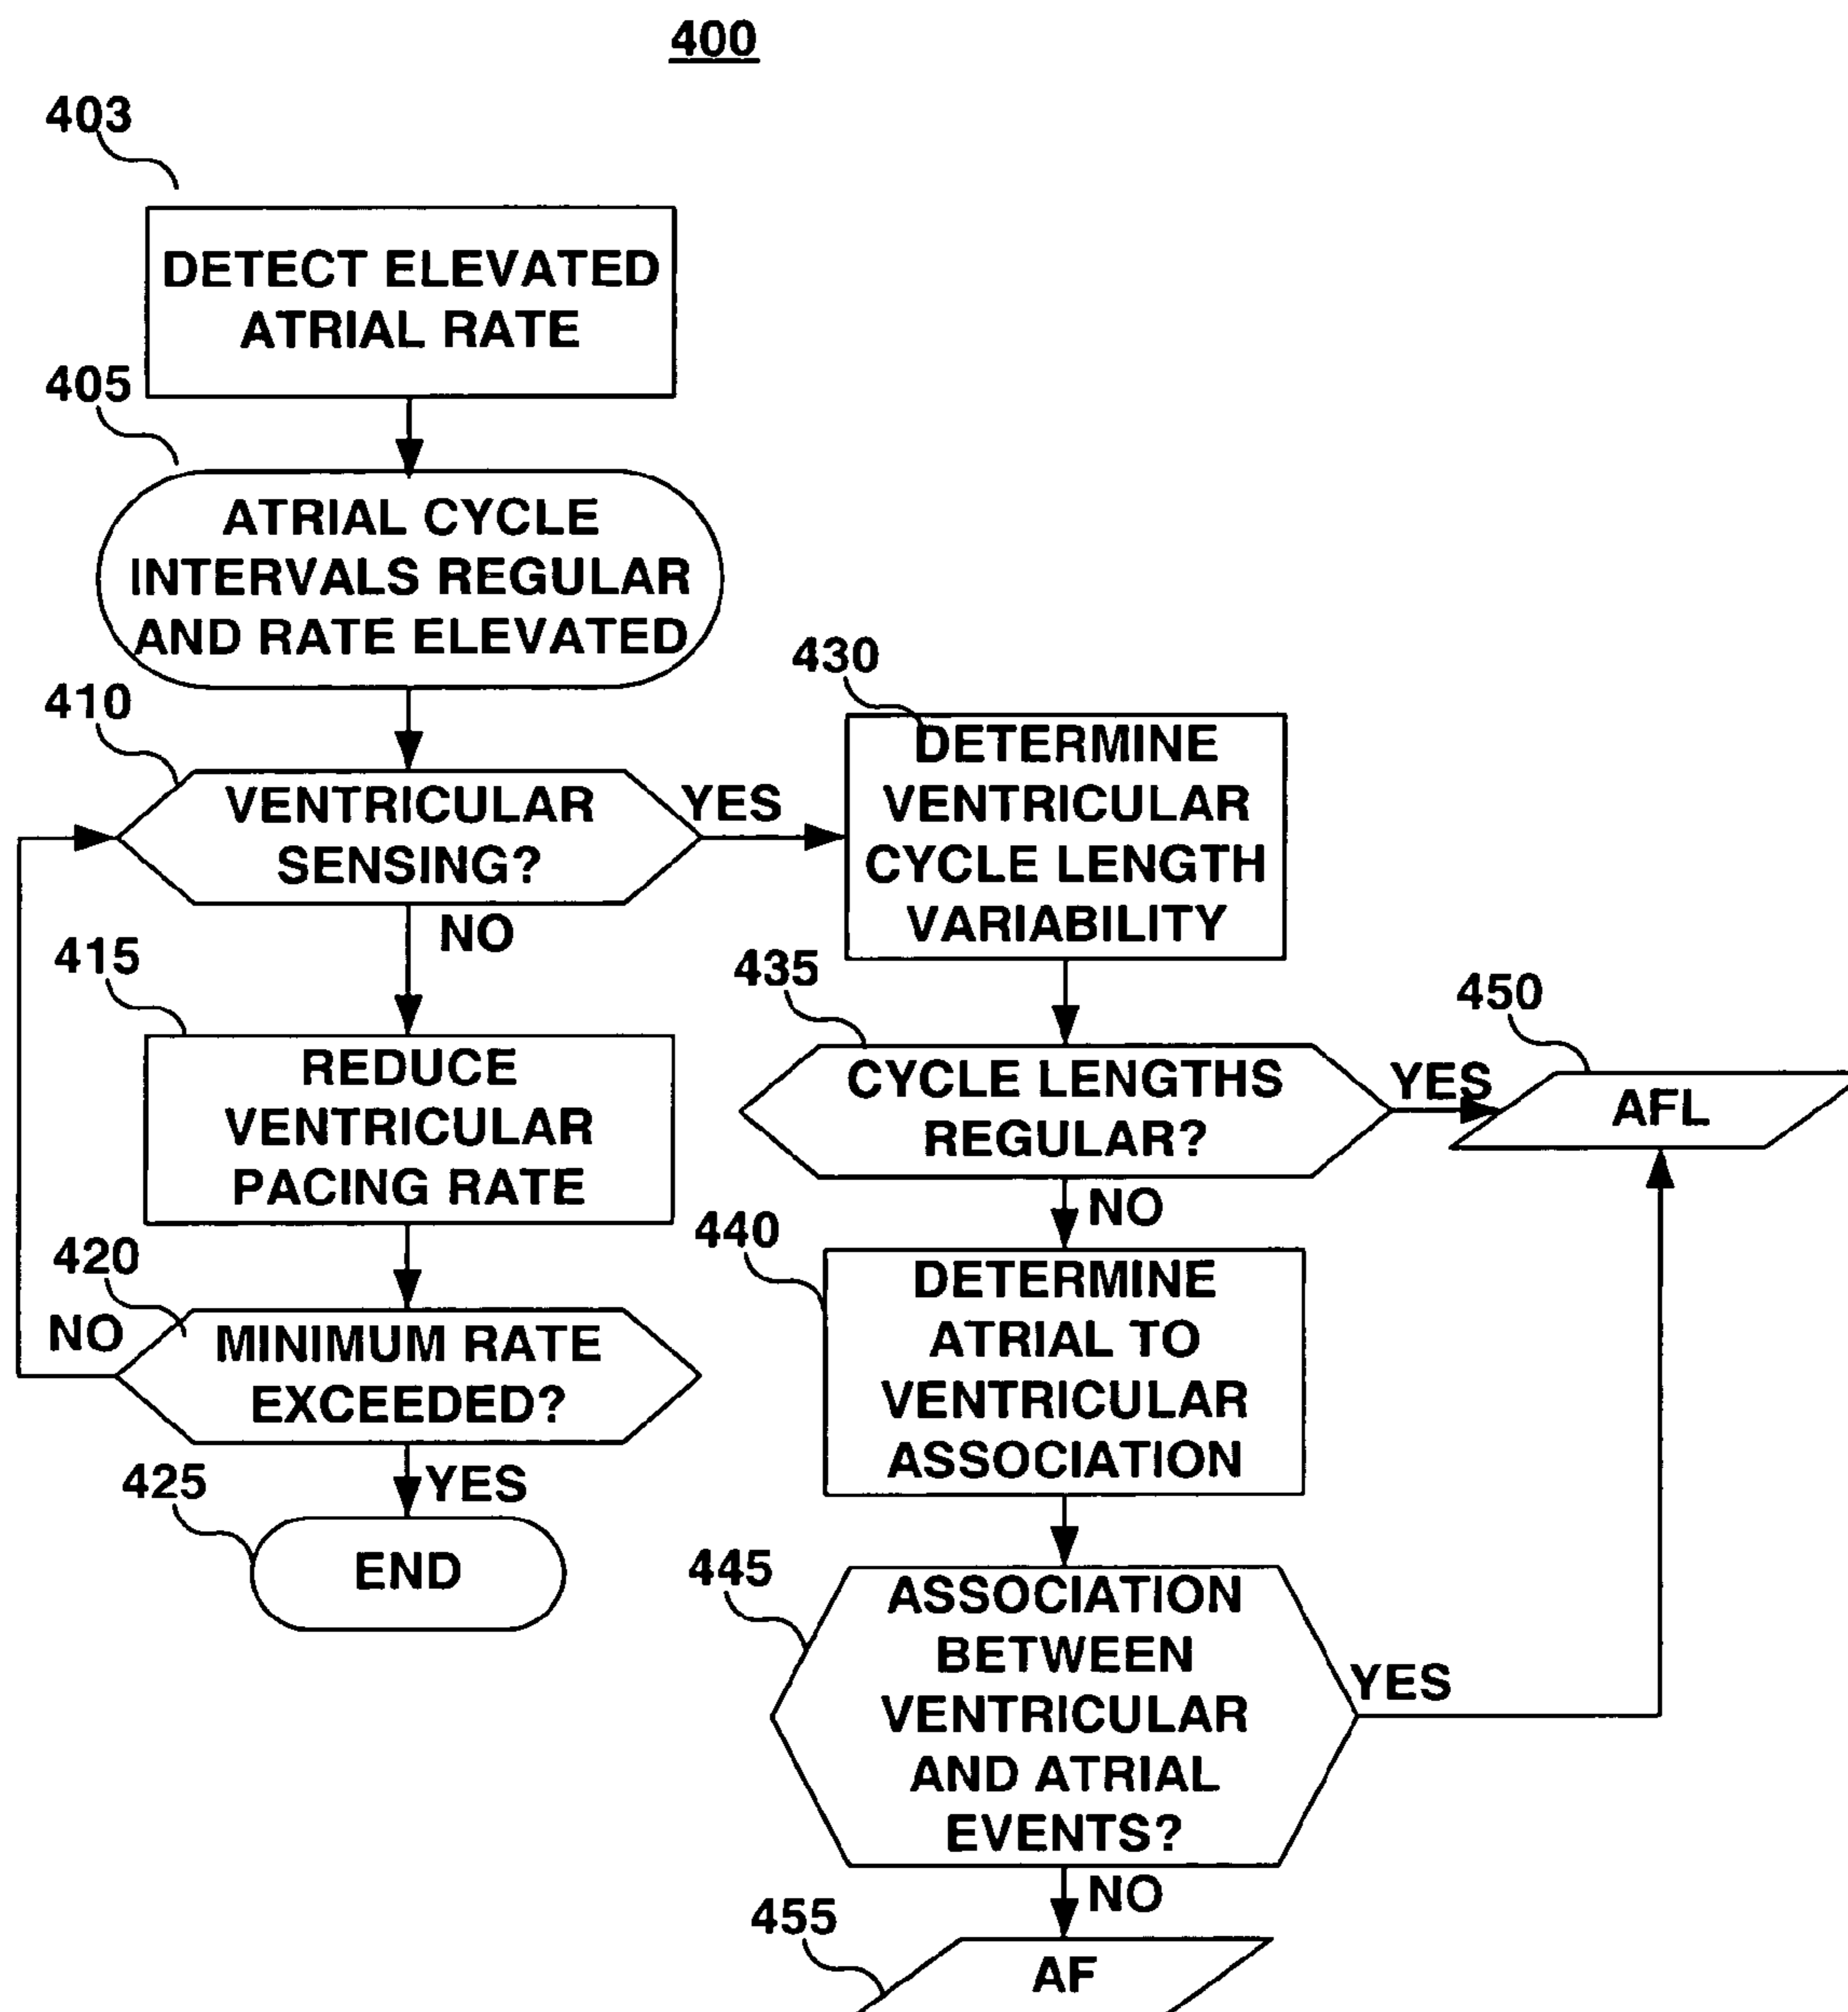 400
403
DETECT ELEVATED
ATRIAL RATE
405
ATRIAL CYCLE
INTERVALS REGULAR
AND RATE ELEVATED
410
VENTRICULAR
SENSING?
YES
NO
415
REDUCE
VENTRICULAR
PACING RATE
420
NO
MINIMUM RATE
EXCEEDED?
YES
425
END
430
DETERMINE
VENTRICULAR
CYCLE LENGTH
VARIABILITY
435
CYCLE LENGTHS
REGULAR?
YES
450
AFL
NO
440
DETERMINE
ATRIAL TO
VENTRICULAR
ASSOCIATION
445
ASSOCIATION
BETWEEN
VENTRICULAR
AND ATRIAL
EVENTS?
YES
NO
455
AF